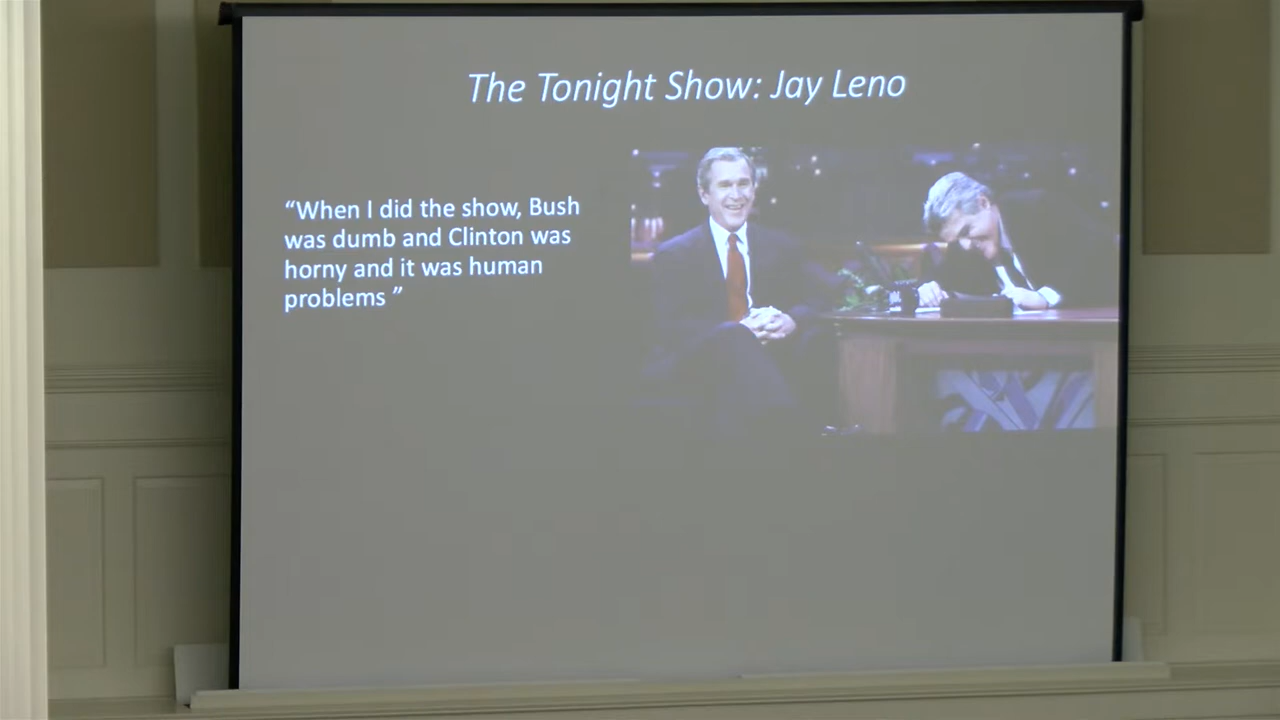 The Tonight Show: Jay Leno
“When I did the show, Bush
was dumb and Clinton was
horny and it was human
problems ”